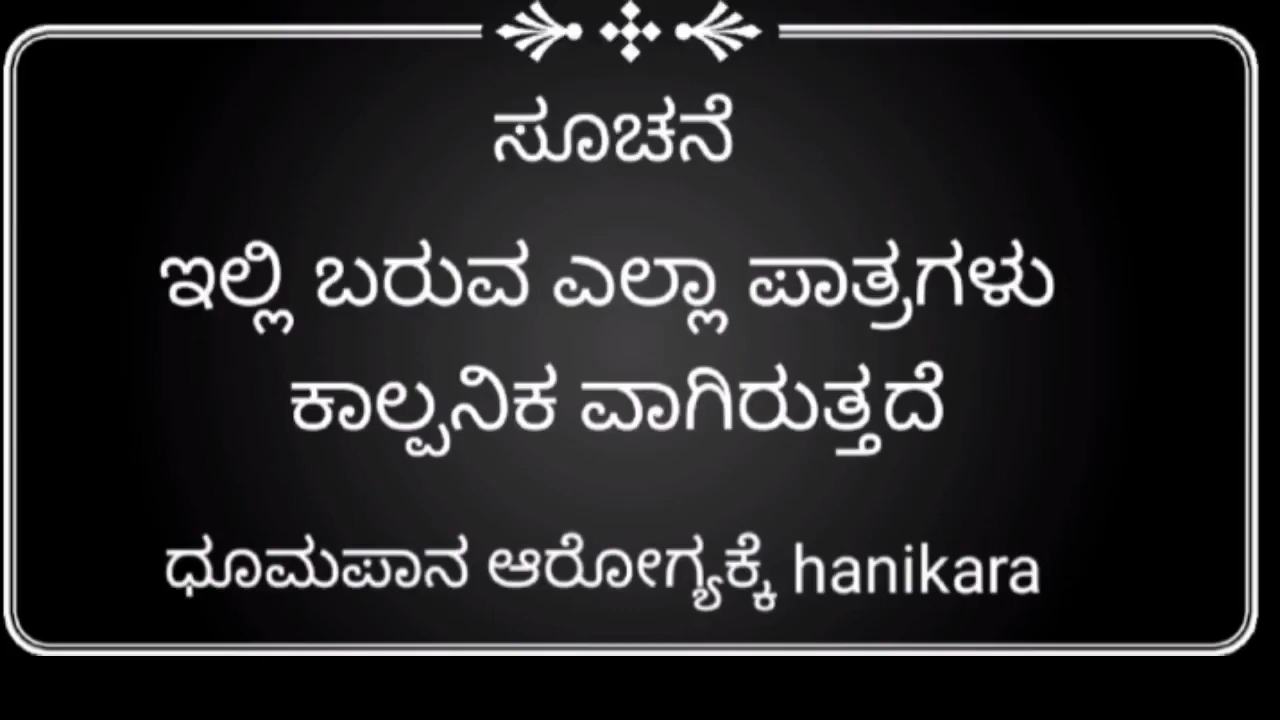 ಸೂಚನೆ
ಇಲ್ಲಿ ಬರುವ ಎಲ್ಲಾ ಪಾತ್ರಗಳು
ಕಾಲ್ಪನಿಕ ವಾಗಿರುತ್ತದೆ
ಧೂಮಪಾನ ಆರೋಗ್ಯಕ್ಕೆ hanikara